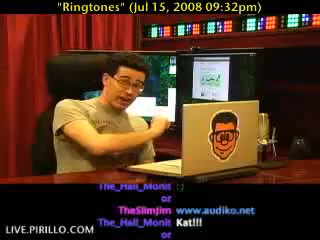 "Ringtones" (Jul 15, 2008 09:32pm)
The_Hall_Monit :)
or
TheSlimJim www.audiko.net
The_Hall_Monit Kat!!!
or
LIVE.PIRILLO.COM